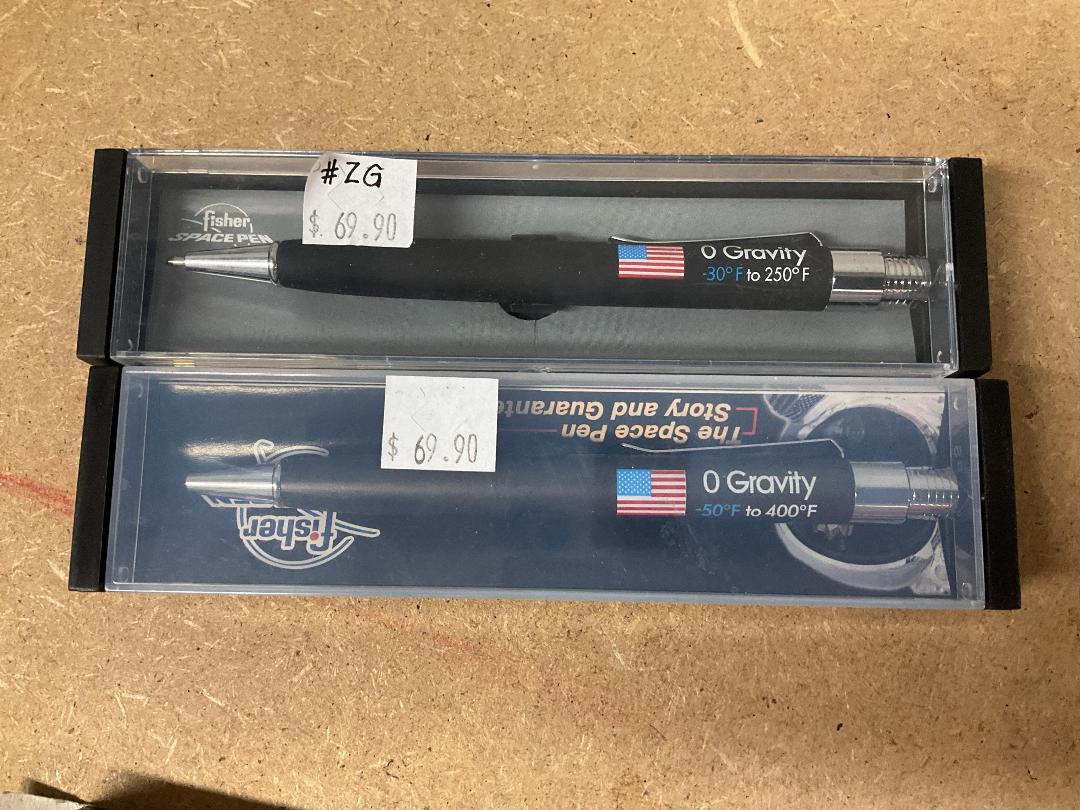 #ZG
$ 69.90
fisher
SPACE PEN
0 Gravity
-30°F to 250°F
$ 69.90
The Space Pen
Story and Guarante
0 Gravity
-50°F to 400°F
fisher